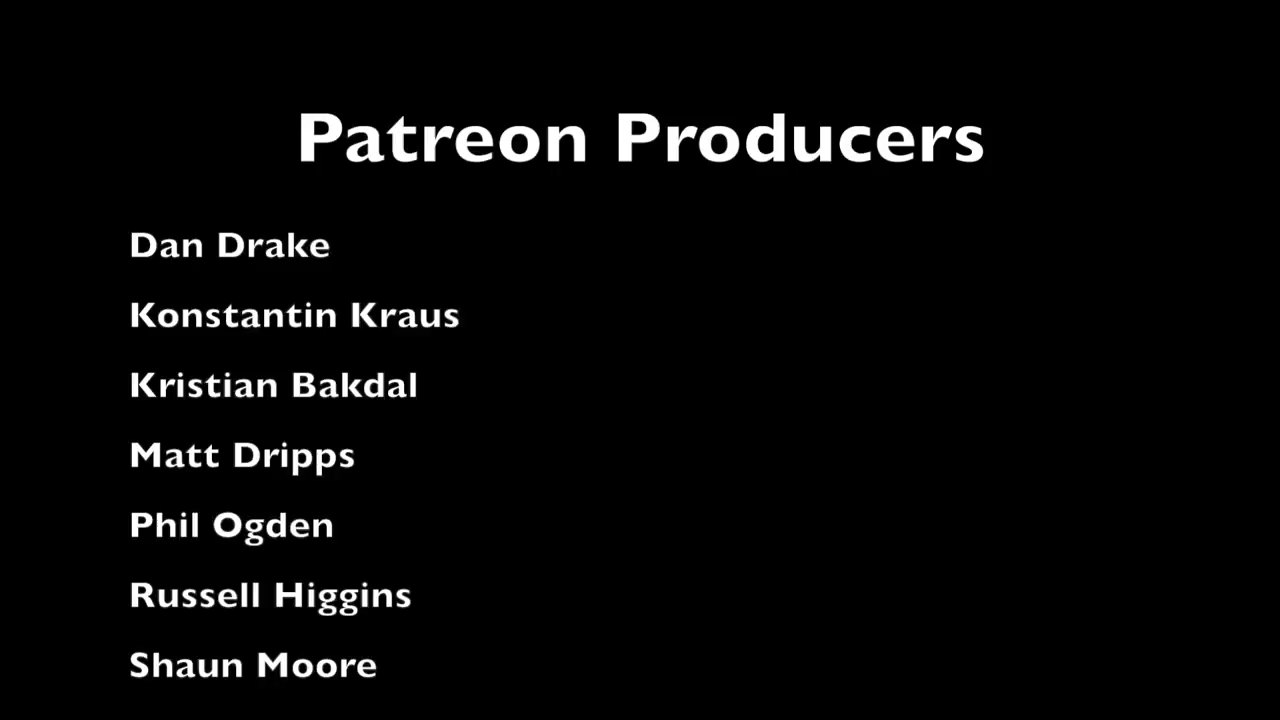 Patreon Producers
Dan Drake
Konstantin Kraus
Kristian Bakdal
Matt Dripps
Phil Ogden
Russell Higgins
Shaun Moore